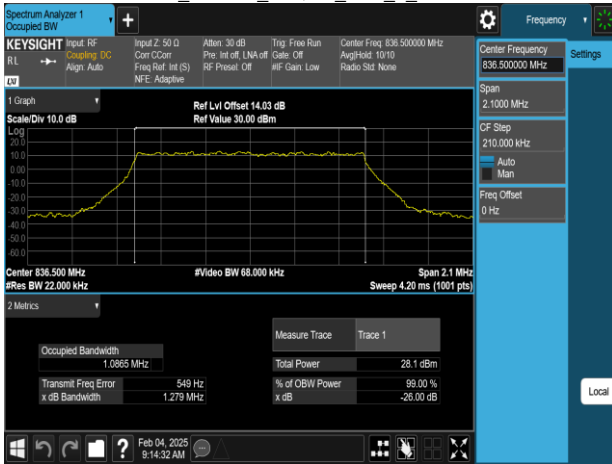 Spectrum Analyzer 1
Occupied BW
Frequency
KEYSIGHT
RL
LXI
Input: RF
Coupling: DC
Align: Auto
Input Z: 50 Ω
Corr CCorr
Freq Ref: Int (S)
NFE: Adaptive
Atten: 30 dB
Pre: Int off, LNA off
RF Presel: Off
Trig: Free Run
Gate: Off
#IF Gain: Low
Center Freq: 836.500000 MHz
Avg|Hold: 10/10
Radio Std: None
Center Frequency
836.500000 MHz
Settings
Span
2.1000 MHz
CF Step
210.000 kHz
Auto
Man
Freq Offset
0 Hz
Local
1 Graph
Scale/Div 10.0 dB
Ref Lvl Offset 14.03 dB
Ref Value 30.00 dBm
Log
20.0
10.0
0.00
-10.0
-20.0
-30.0
-40.0
-50.0
-60.0
Center 836.500 MHz
#Video BW 68.000 kHz
Span 2.1 MHz
#Res BW 22.000 kHz
Sweep 4.20 ms (1001 pts)
2 Metrics
Measure Trace
Trace 1
Occupied Bandwidth
1.0865 MHz
Total Power
28.1 dBm
Transmit Freq Error
549 Hz
% of OBW Power
99.00 %
x dB Bandwidth
1.279 MHz
x dB
-26.00 dB
?
Feb 04, 2025
9:14:32 AM